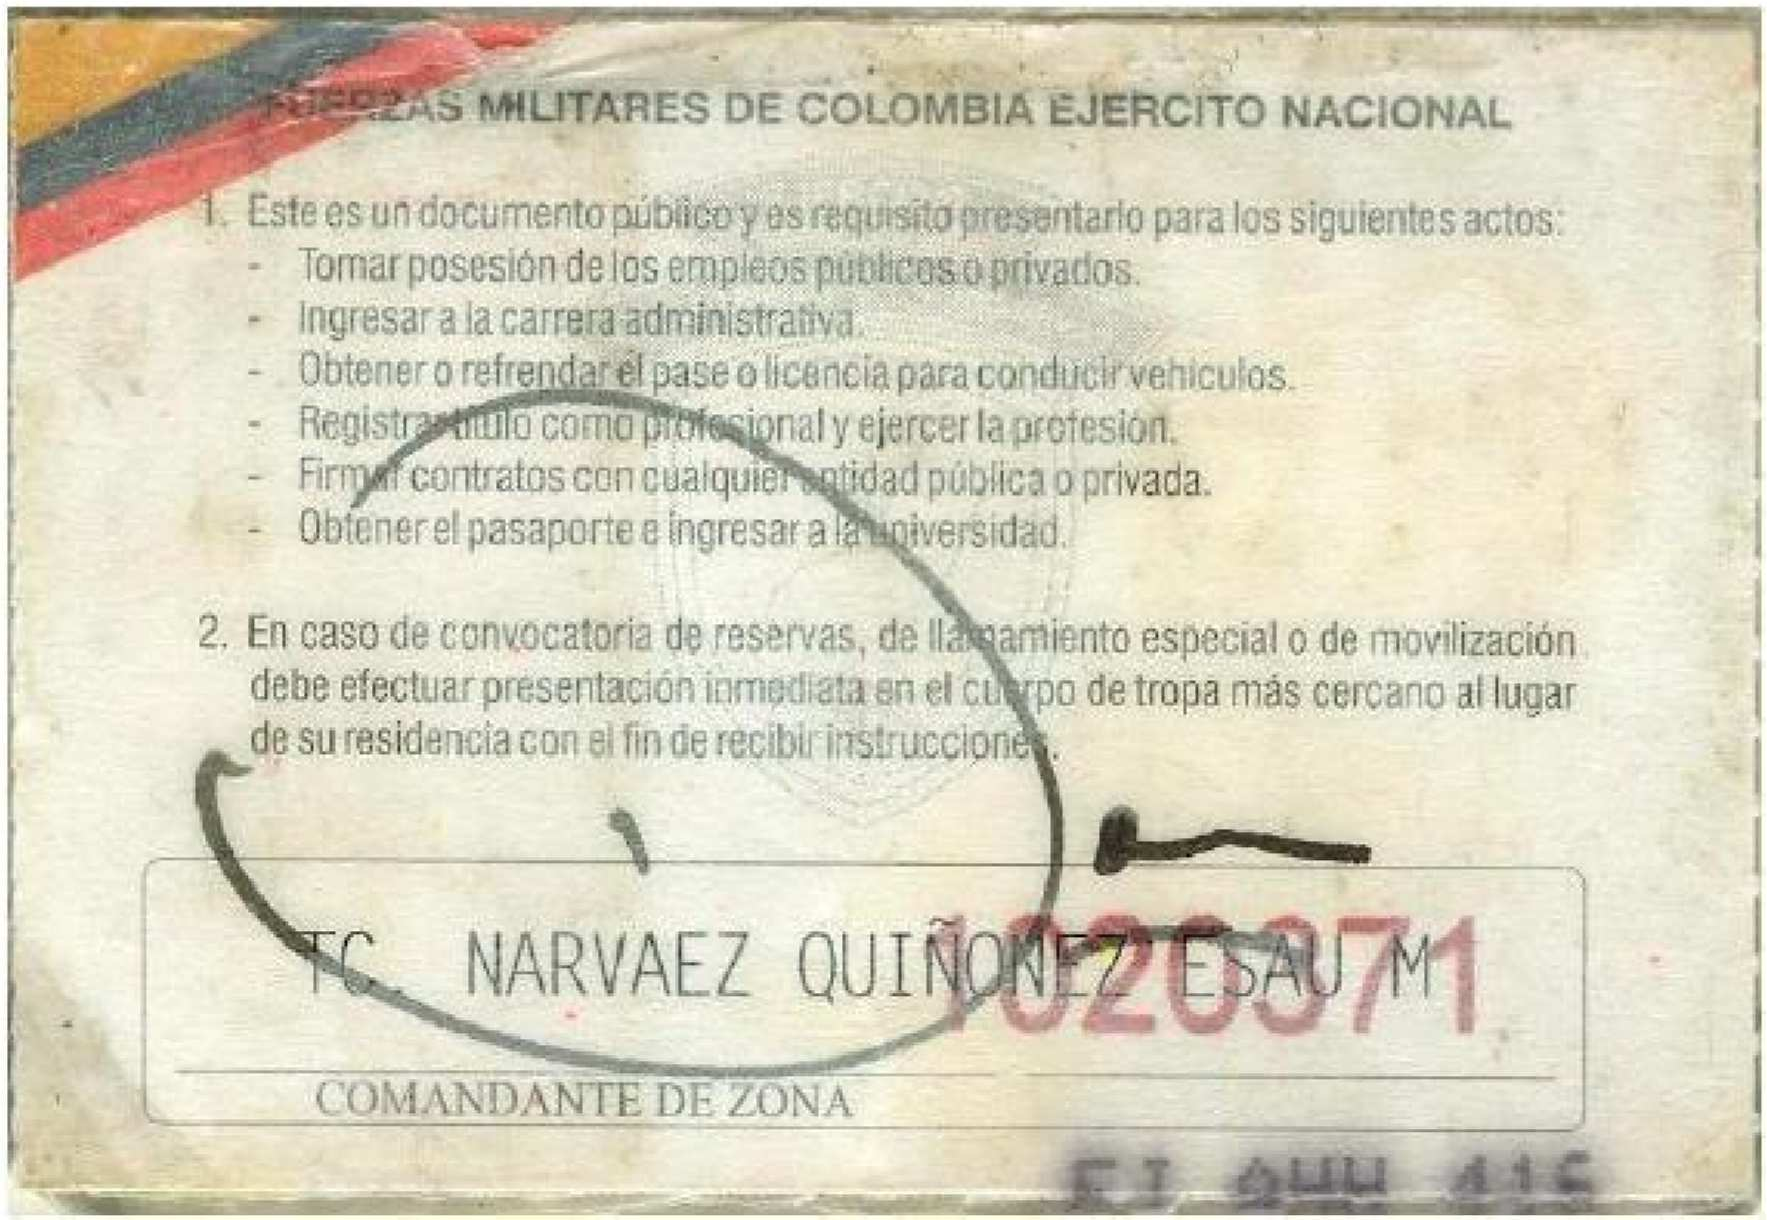 FUERZAS MILITARES DE COLOMBIA EJERCITO NACIONAL
1. Este es un documento público y es requisito presentarlo para los siguientes actos:
- Tomar posesión de los empleos públicos o privados.
- Ingresar a la carrera administrativa.
- Obtener o refrendar el pase o licencia para conducir vehiculos.
- Registrar titulo como profesional y ejercer la profesión.
- Firmar contratos con cualquier entidad pública o privada.
- Obtener el pasaporte e ingresar a la universidad.
2. En caso de convocatoria de reservas, de llamamiento especial o de movilización
debe efectuar presentación inmediata en el cuerpo de tropa más cercano al lugar
de su residencia con el fin de recibir instrucciones.
TC. NARVAEZ QUIÑONEZ ESAU M
COMANDANTE DE ZONA